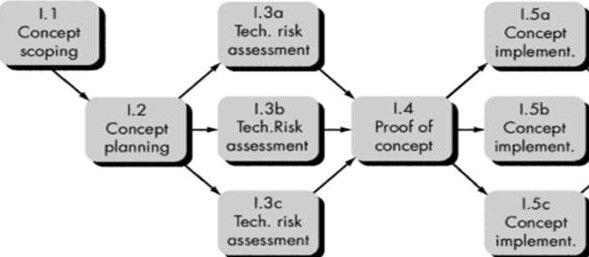 I.1
Concept
scoping
I.2
Concept
planning
I.3a
Tech. risk
assessment
I.3b
Tech.Risk
assessment
I.3c
Tech. risk
assessment
I.4
Proof of
concept
I.5a
Concept
implement.
I.5b
Concept
implement.
I.5c
Concept
implement.